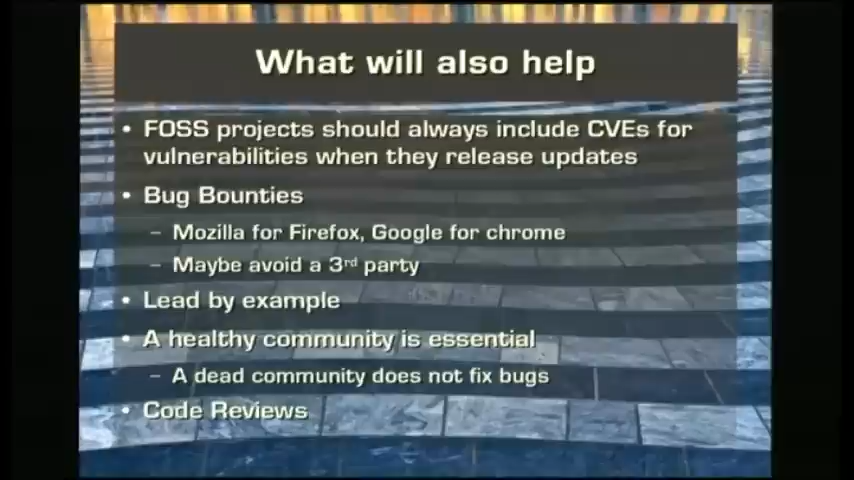 What will also help
• FOSS projects should always include CVEs for
vulnerabilities when they release updates
• Bug Bounties
– Mozilla for Firefox, Google for chrome
– Maybe avoid a 3rd party
• Lead by example
• A healthy community is essential
– A dead community does not fix bugs
• Code Reviews